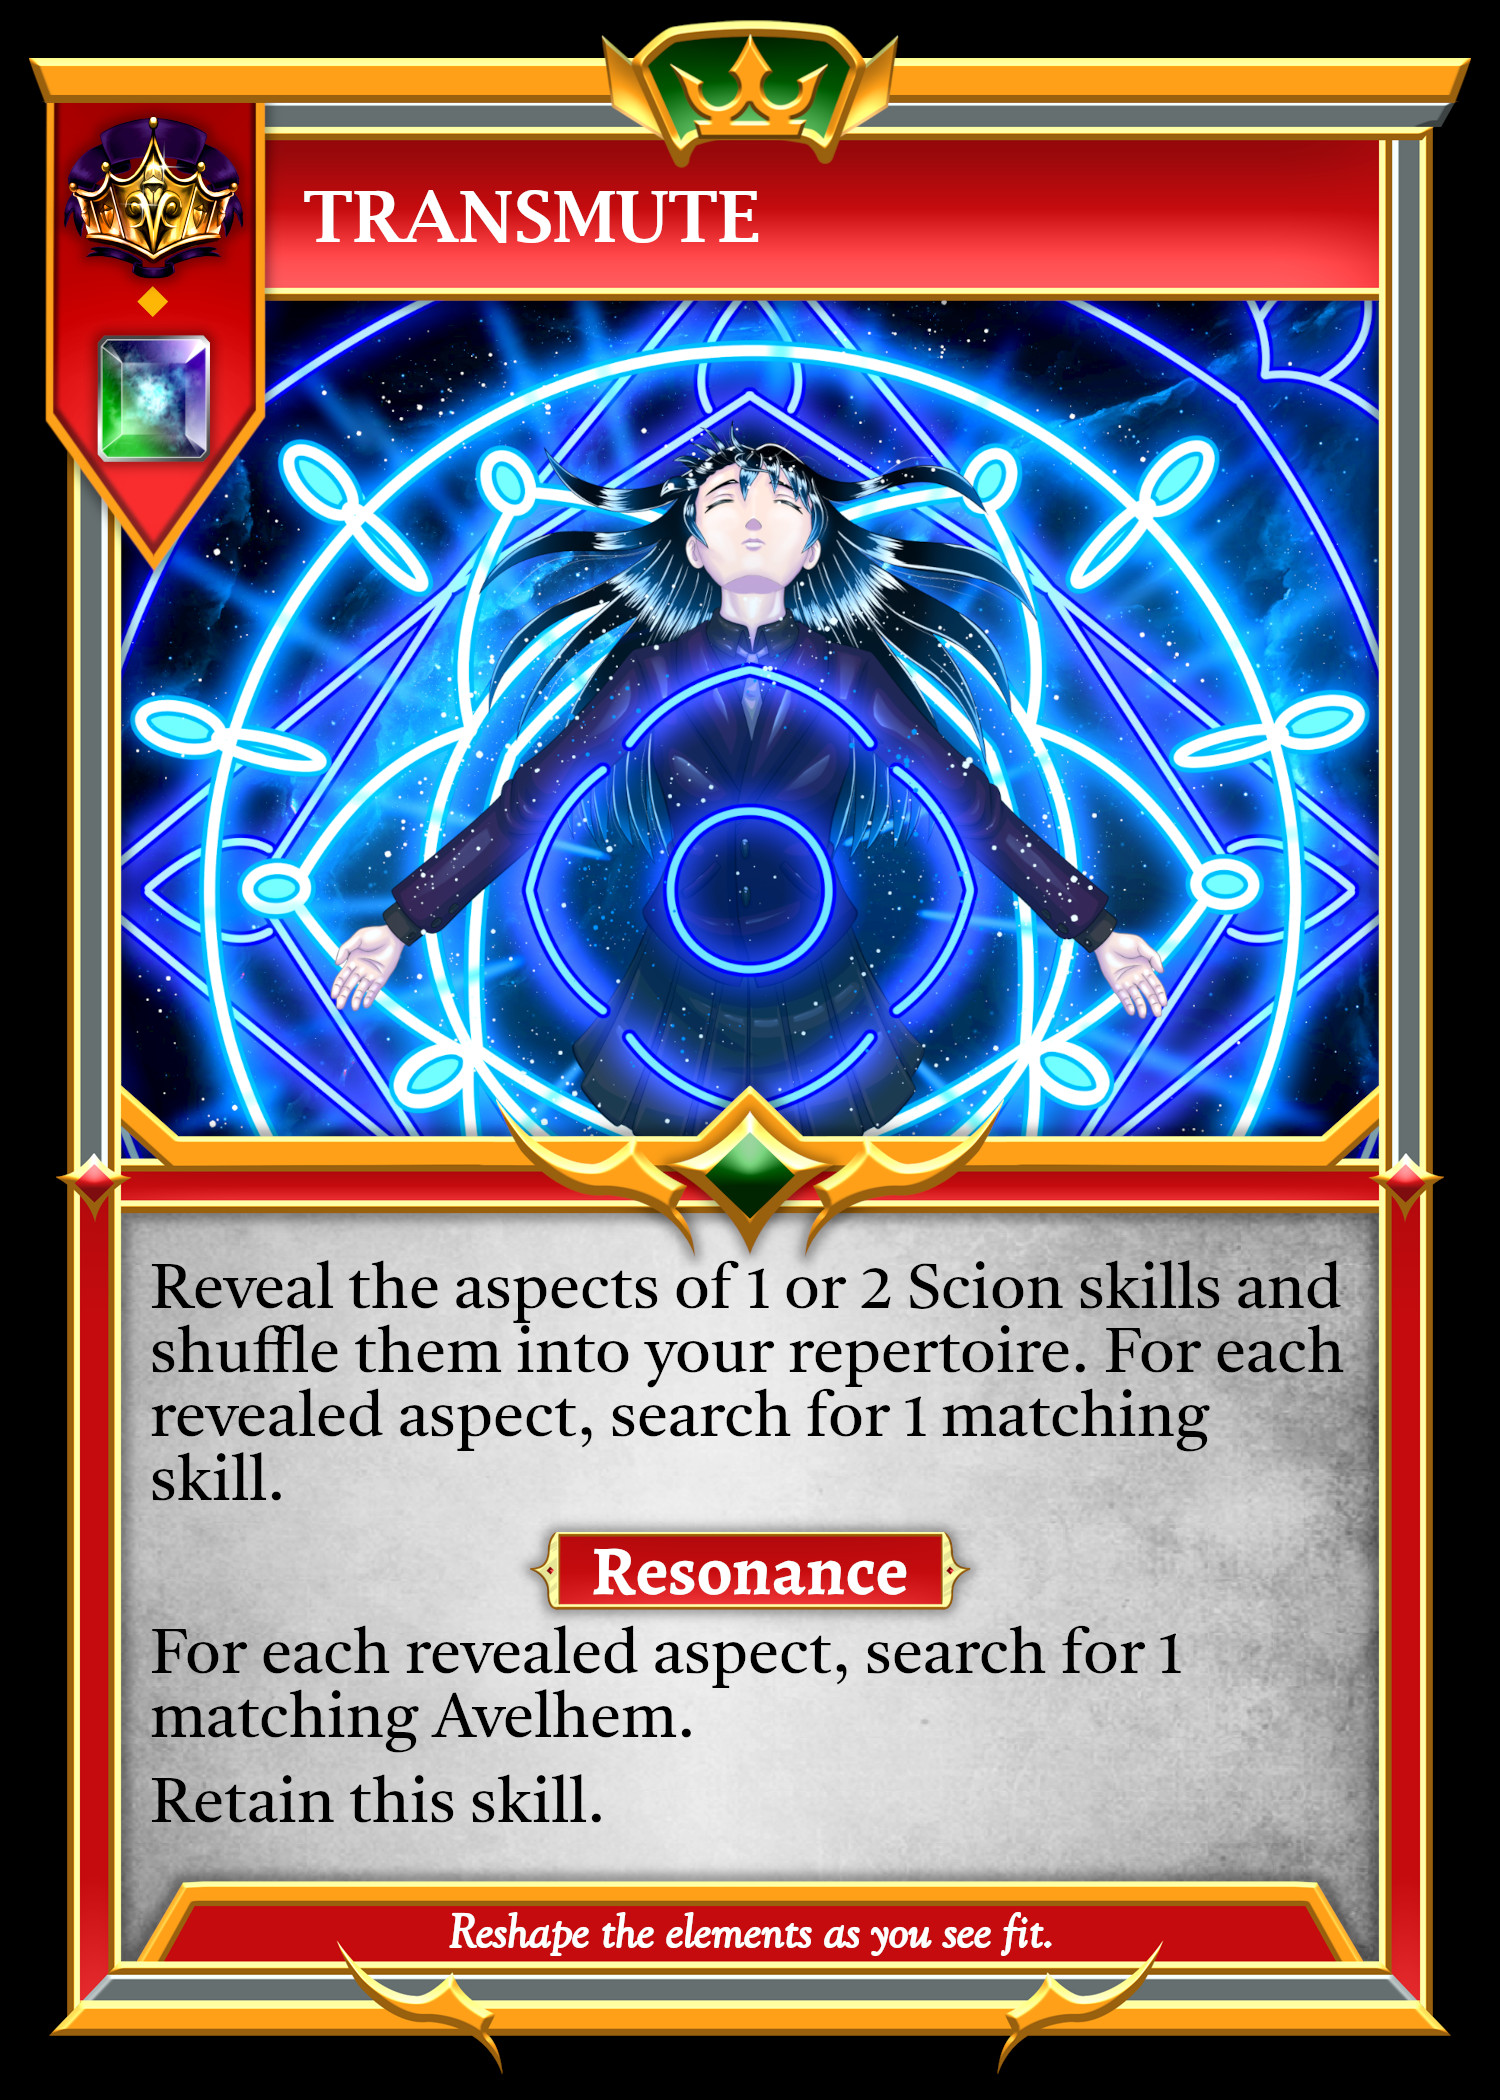 TRANSMUTE
Reveal the aspects of 1 or 2 Scion skills and
shuffle them into your repertoire. For each
revealed aspect, search for 1 matching
skill.
Resonance
For each revealed aspect, search for 1
matching Avelhem.
Retain this skill.
Reshape the elements as you see fit.